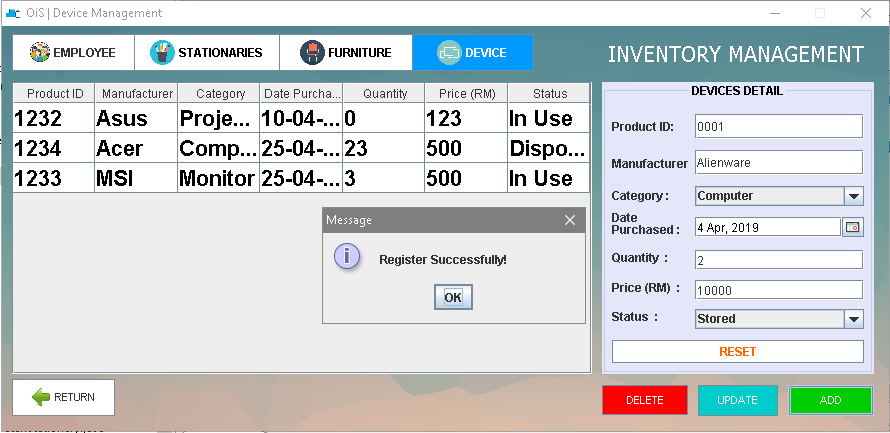 OiS | Device Management
EMPLOYEE STATIONARIES FURNITURE DEVICE
INVENTORY MANAGEMENT
Product ID Manufacturer Category Date Purcha... Quantity Price (RM) Status
1232 Asus Proje... 10-04-... 0 123 In Use
1234 Acer Comp... 25-04-... 23 500 Dispo...
1233 MSI Monitor 25-04-... 3 500 In Use
Message
i
Register Successfully!
OK
DEVICES DETAIL
Product ID: 0001
Manufacturer Alienware
Category : Computer
Date
Purchased : 4 Apr, 2019
Quantity : 2
Price (RM) : 10000
Status : Stored
RESET
RETURN
DELETE UPDATE ADD